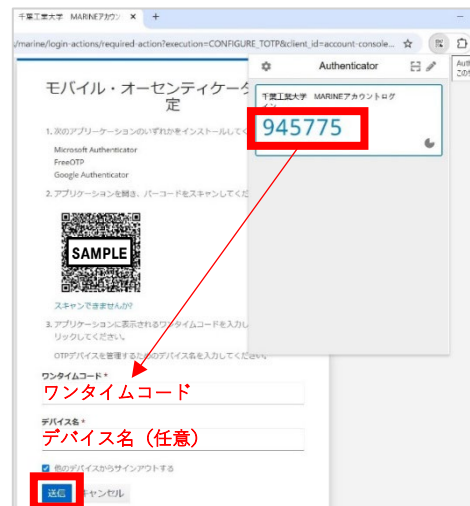 千葉工業大学　MARINEアカウン
/marine/login-actions/required-action?execution=CONFIGURE_TOTP&client_id=account-console...
Authenticator
モバイル・オーセンティケータ
定
千葉工業大学　MARINEアカウントログ
イン
945775
1. 次のアプリケーションのいずれかをインストールしてく
Microsoft Authenticator
FreeOTP
Google Authenticator
2. アプリケーションを開き、バーコードをスキャンしてくだ
SAMPLE
スキャンできませんか?
3. アプリケーションに表示されるワンタイムコードを入力し
リックしてください。
OTPデバイスを管理するためのデバイス名を入力してください。
ワンタイムコード *
ワンタイムコード
デバイス名 *
デバイス名（任意）
他のデバイスからサインアウトする
送信
キャンセル